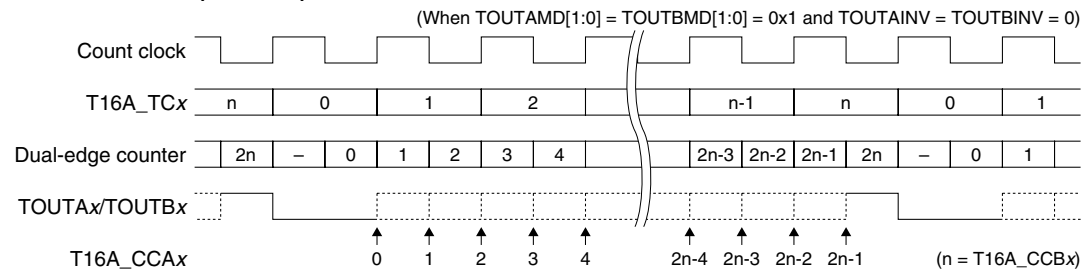 (When TOUTAMD[1:0] = TOUTBMD[1:0] = 0x1 and TOUTAINV = TOUTBINV = 0)
Count clock
T16A_TCx n 0 1 2 n-1 n 0 1
Dual-edge counter 2n – 0 1 2 3 4 2n-3 2n-2 2n-1 2n – 0 1
TOUTAx/TOUTBx
T16A_CCAx 0 1 2 3 4 2n-4 2n-3 2n-2 2n-1 (n = T16A_CCBx)